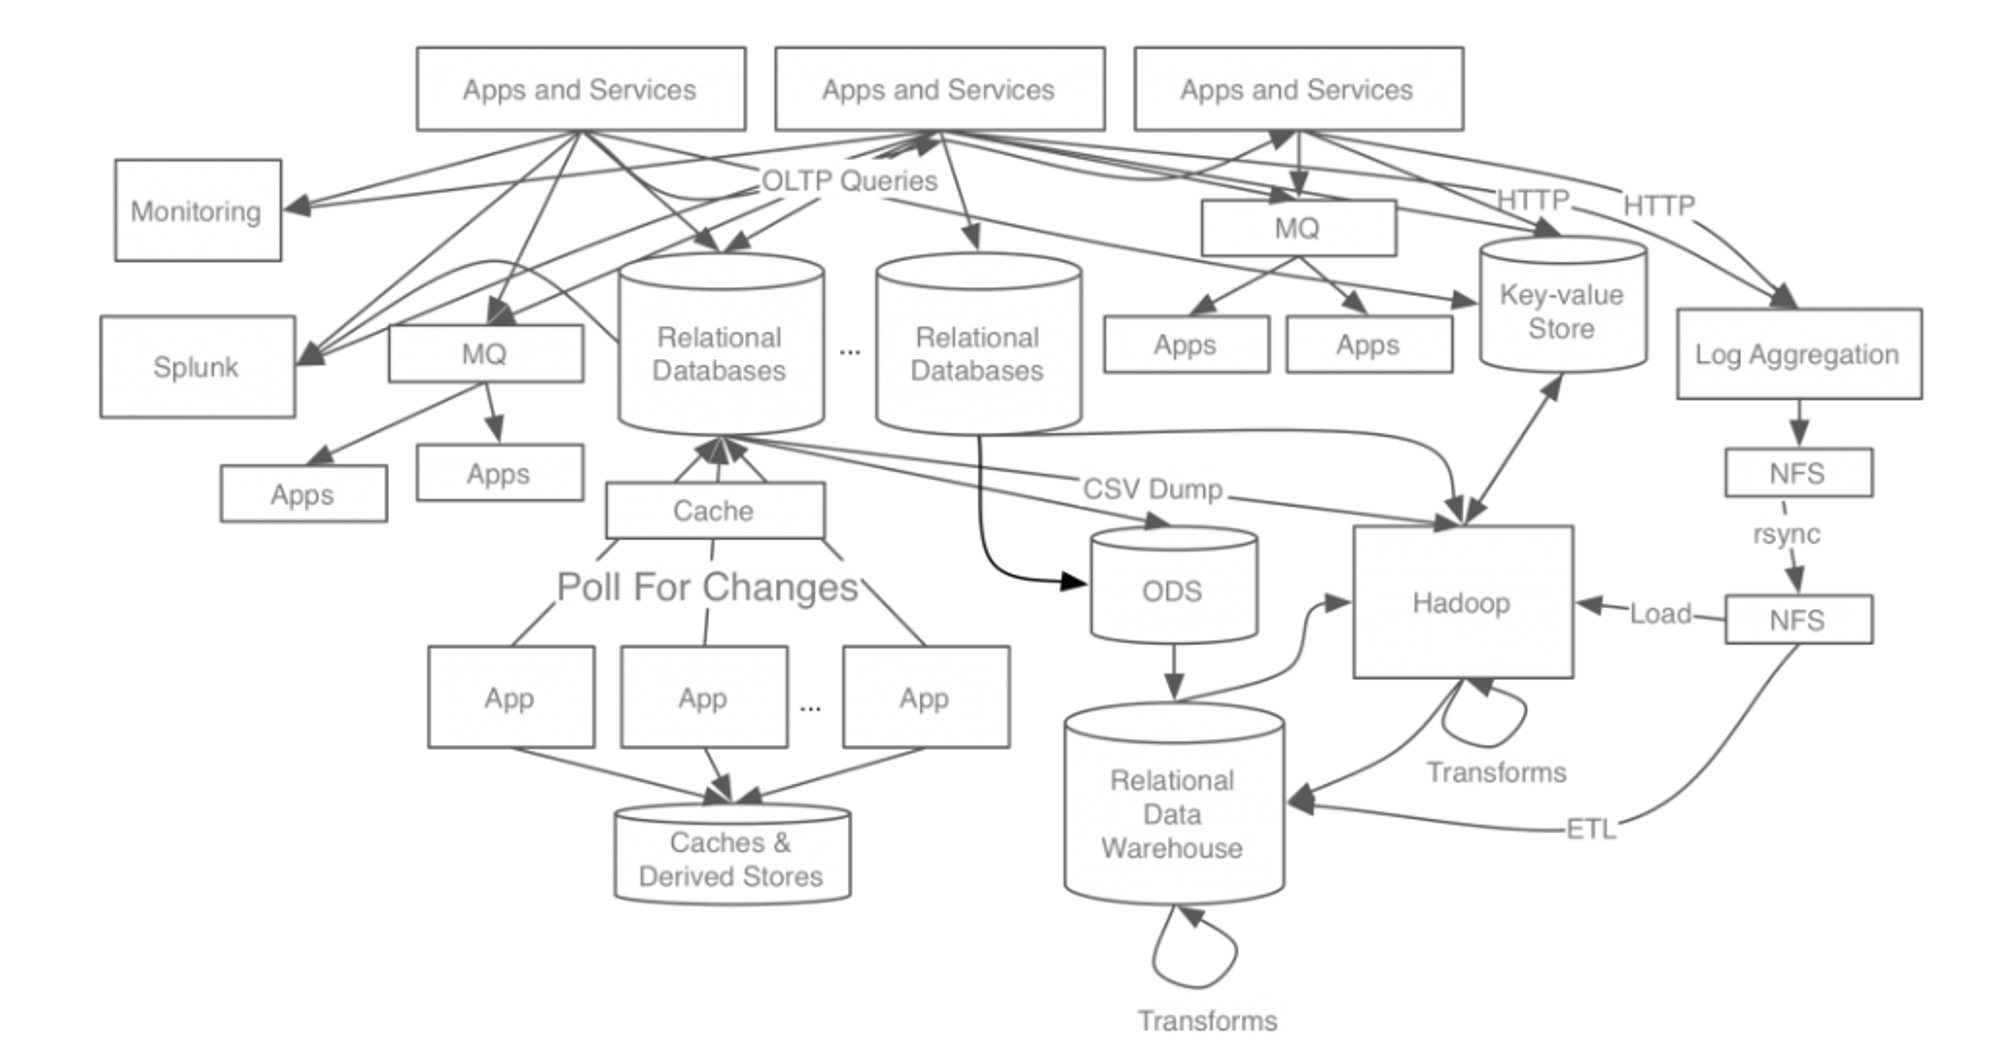 Apps and Services
Apps and Services
Apps and Services
Monitoring
OLTP Queries
HTTP
HTTP
MQ
Key-value
Store
Splunk
MQ
Relational
Databases
...
Relational
Databases
Apps
Apps
Log Aggregation
Apps
Apps
Cache
CSV Dump
NFS
rsync
Poll For Changes
ODS
Hadoop
Load
NFS
App
App
...
App
Transforms
Relational
Data
Warehouse
ETL
Caches &
Derived Stores
Transforms